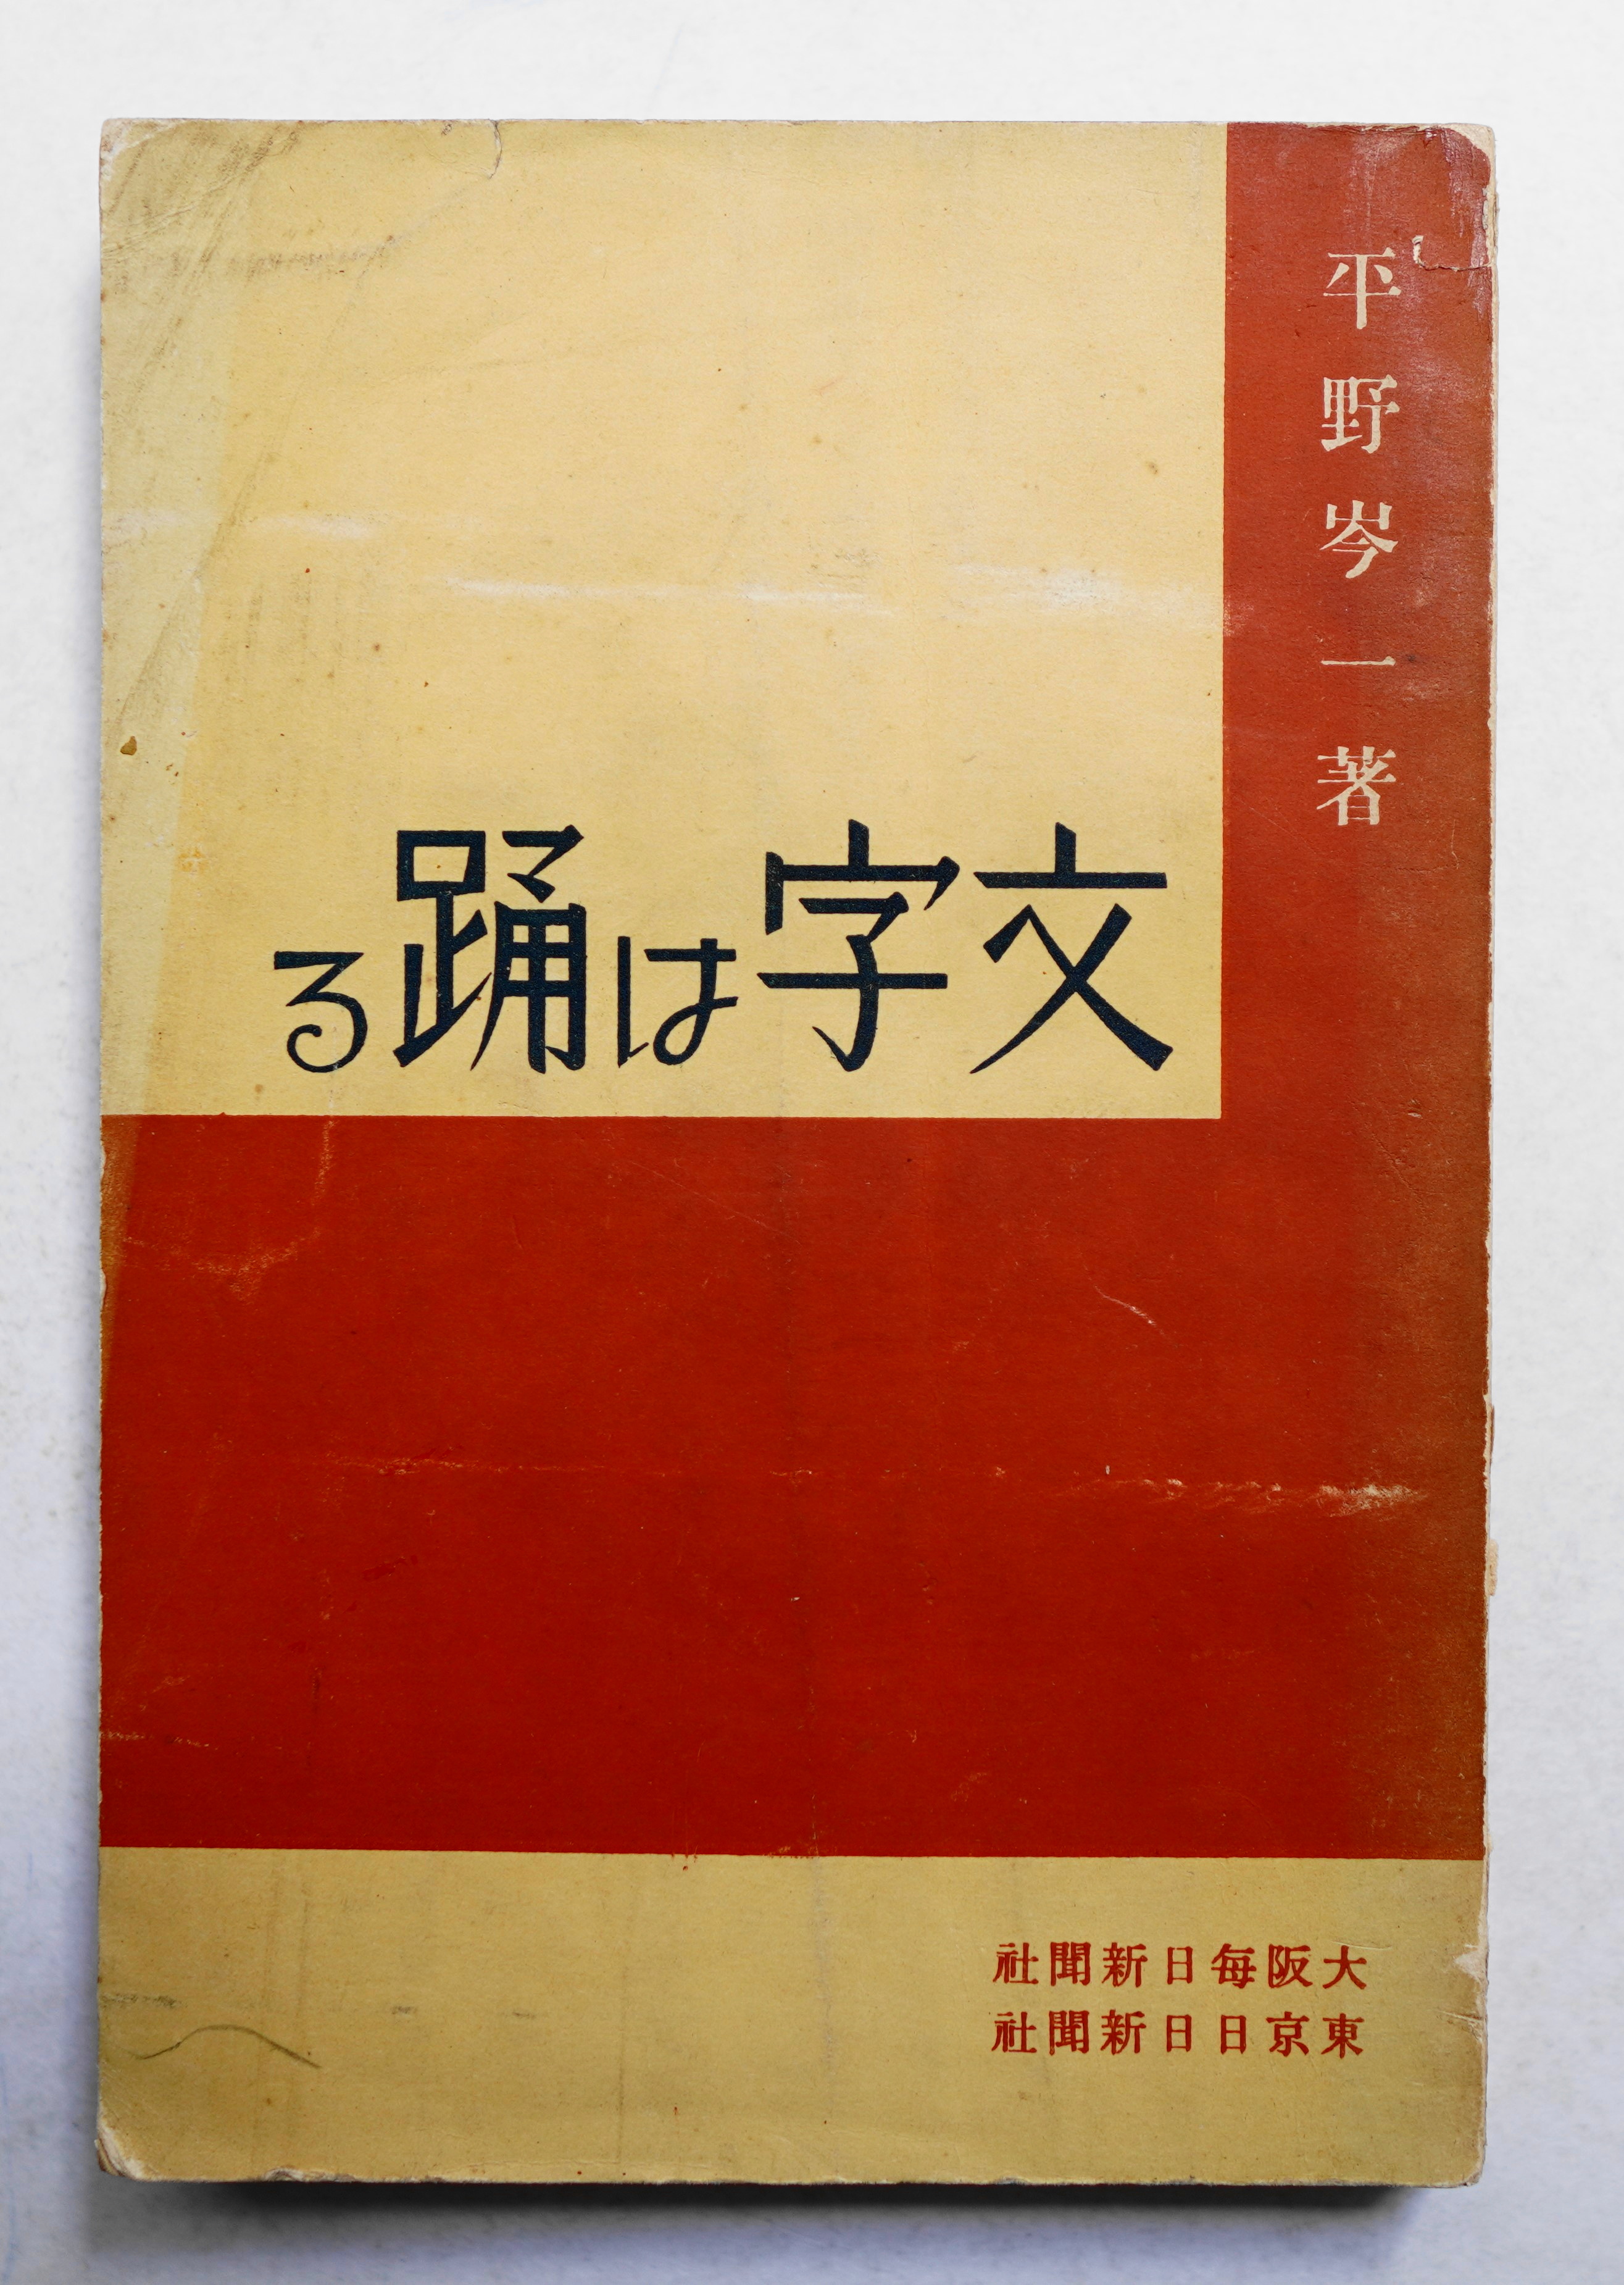 平野岑一著
文字は踊る
大阪毎日新聞社
東京日日新聞社